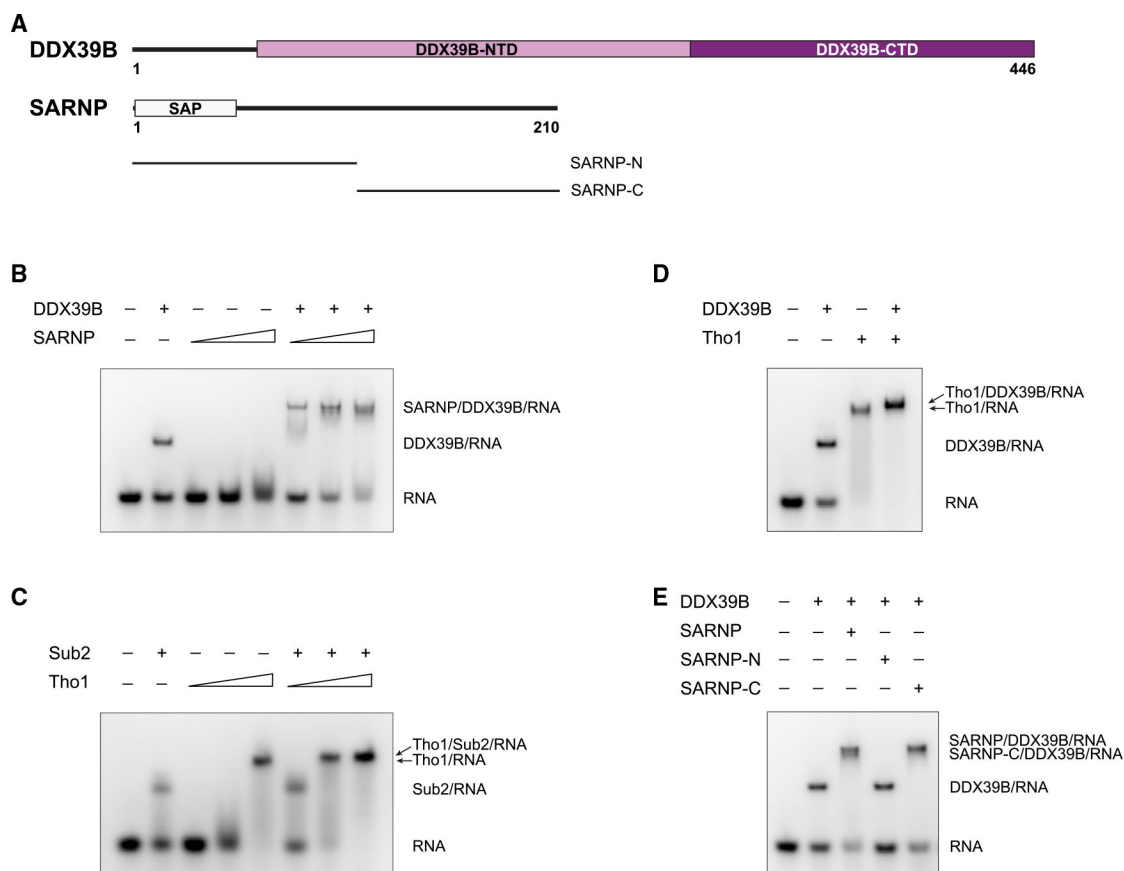 A
DDX39B
DDX39B-NTD
DDX39B-CTD
1
446
SARNP
SAP
1
210
SARNP-N
SARNP-C
B
DDX39B − + − − − + + +
SARNP − −
SARNP/DDX39B/RNA
DDX39B/RNA
RNA
C
Sub2 − + − − − + + +
Tho1 − −
Tho1/Sub2/RNA
Tho1/RNA
Sub2/RNA
RNA
D
DDX39B − + − +
Tho1 − − + +
Tho1/DDX39B/RNA
Tho1/RNA
DDX39B/RNA
RNA
E
DDX39B − + + + +
SARNP − − + − −
SARNP-N − − − + −
SARNP-C − − − − +
SARNP/DDX39B/RNA
SARNP-C/DDX39B/RNA
DDX39B/RNA
RNA